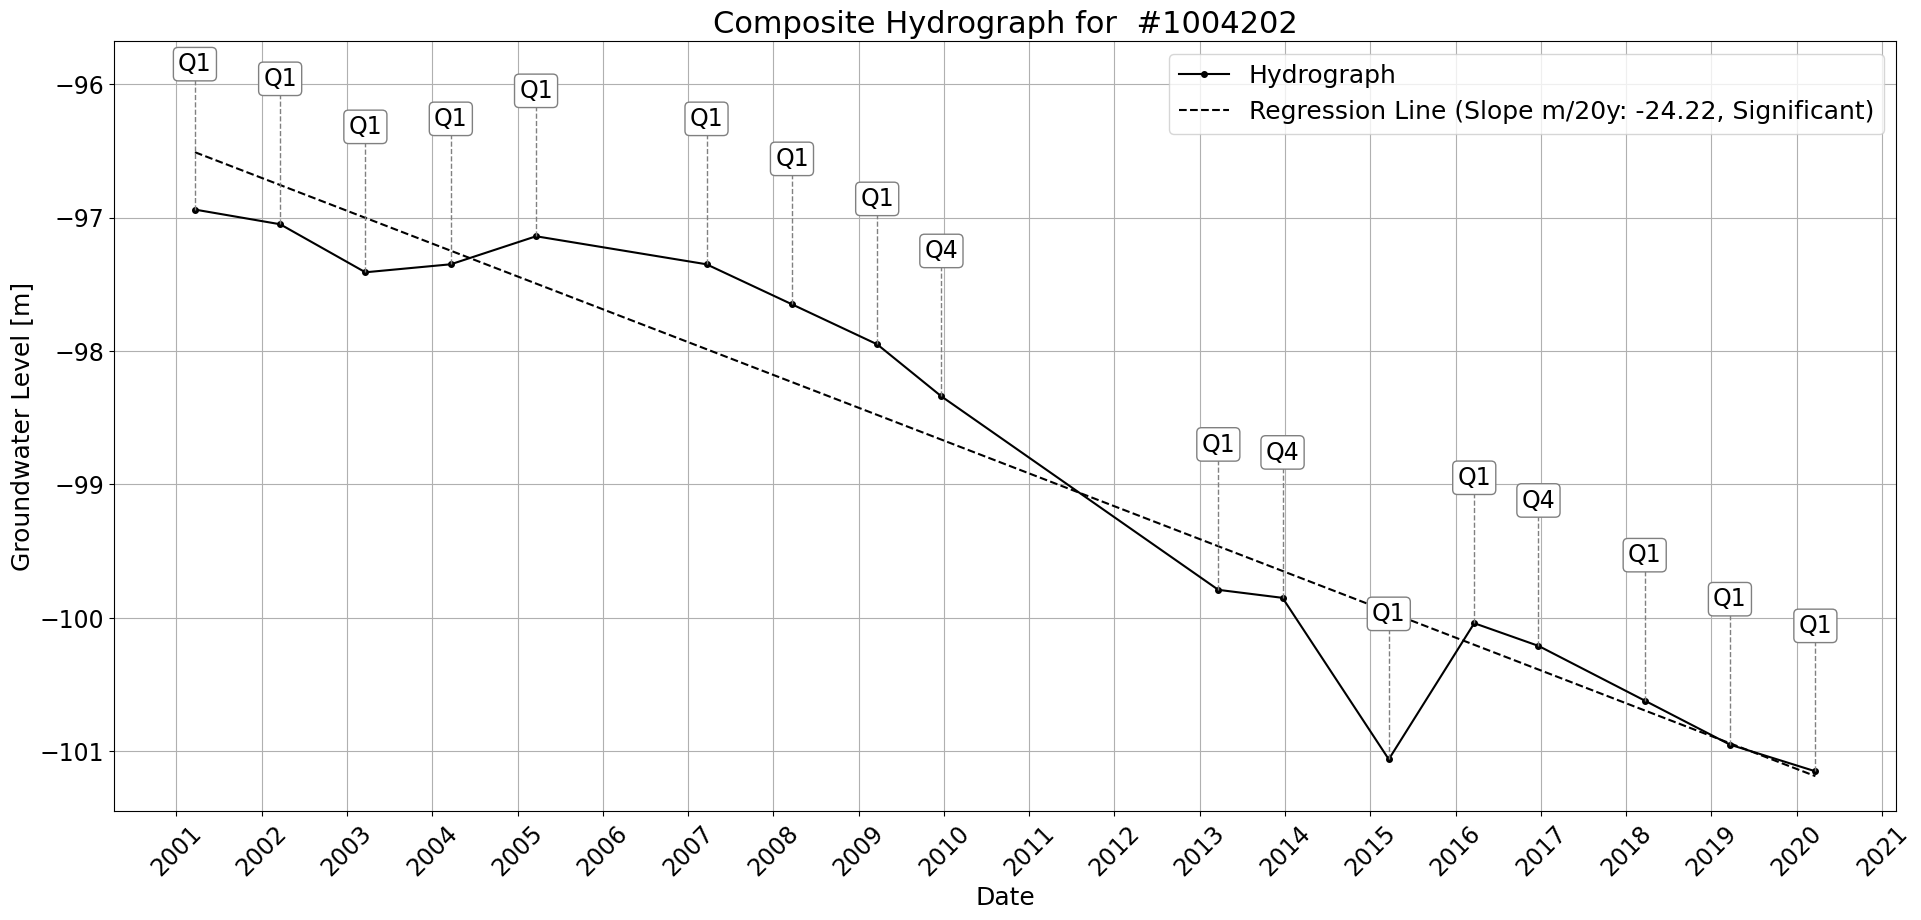 Composite Hydrograph for  #1004202
Hydrograph
Regression Line (Slope m/20y: -24.22, Significant)
Q1
Q1
Q1
Q1
Q1
Q1
Q1
Q1
Q4
Q1
Q4
Q1
Q1
Q4
Q1
Q1
Q1
Groundwater Level [m]
−96
−97
−98
−99
−100
−101
2001
2002
2003
2004
2005
2006
2007
2008
2009
2010
2011
2012
2013
2014
2015
2016
2017
2018
2019
2020
2021
Date